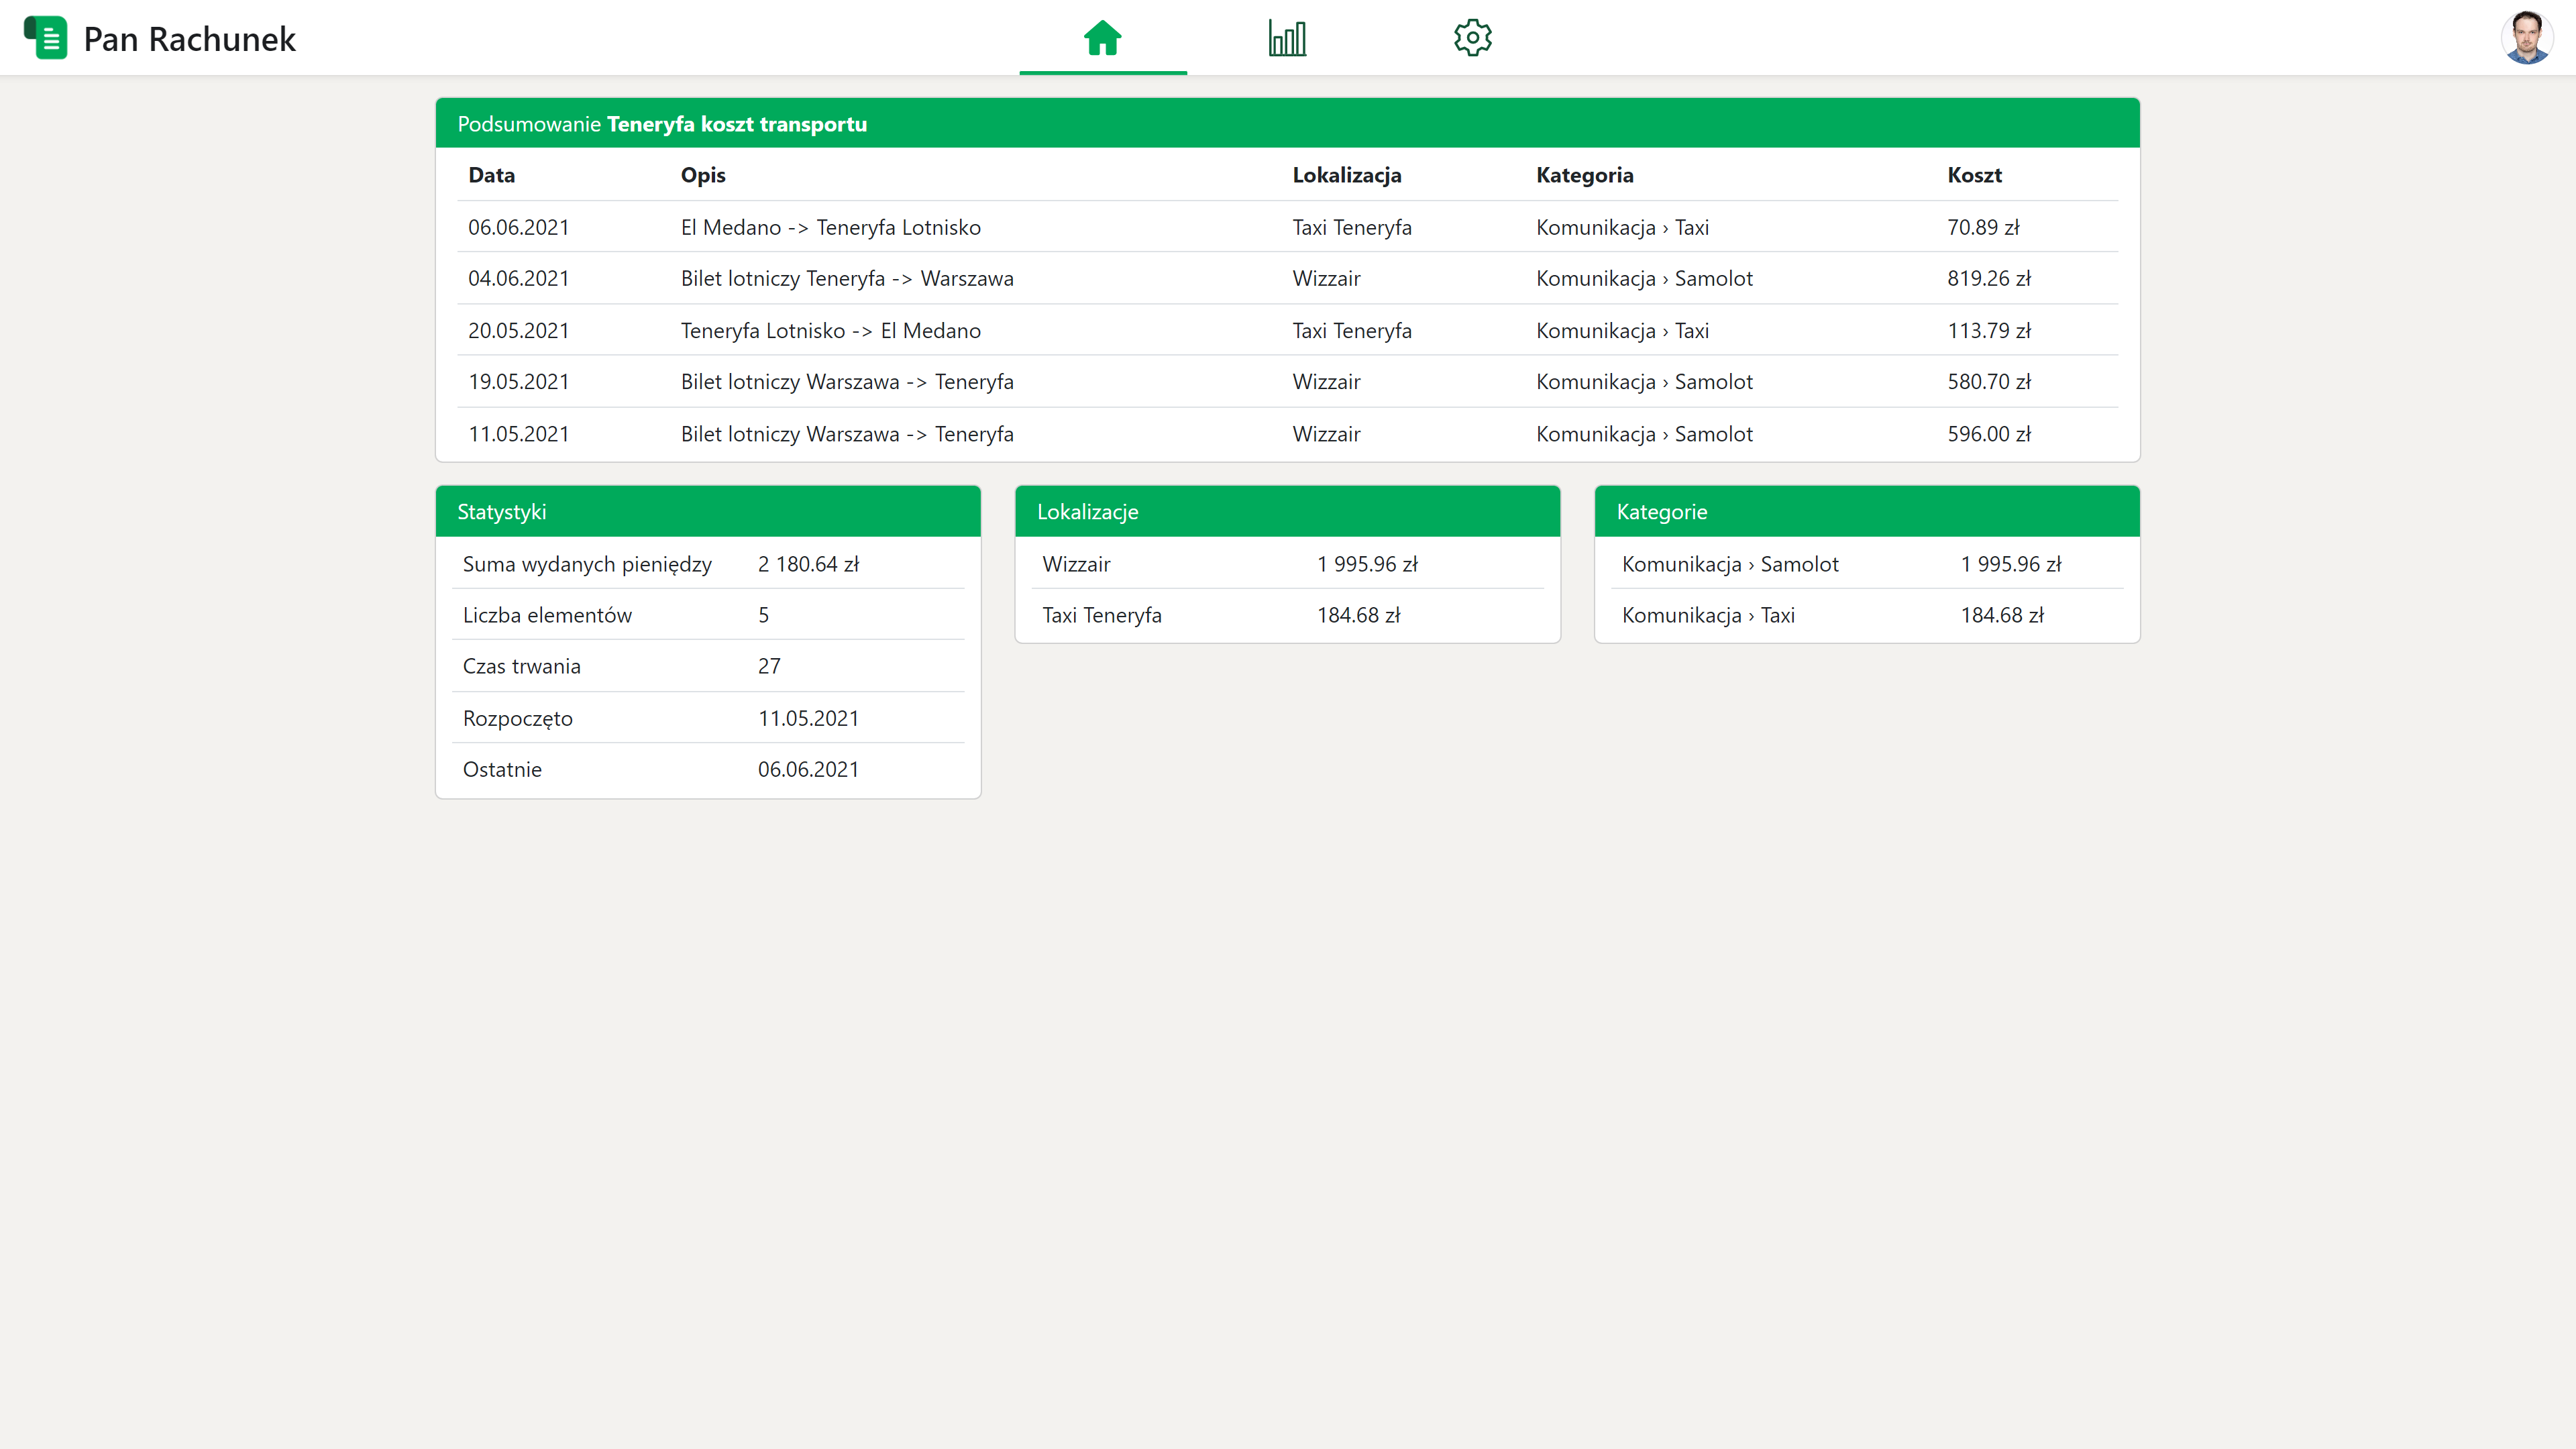 Pan Rachunek
Podsumowanie Teneryfa koszt transportu
Data Opis Lokalizacja Kategoria Koszt
06.06.2021 El Medano -> Teneryfa Lotnisko Taxi Teneryfa Komunikacja › Taxi 70.89 zł
04.06.2021 Bilet lotniczy Teneryfa -> Warszawa Wizzair Komunikacja › Samolot 819.26 zł
20.05.2021 Teneryfa Lotnisko -> El Medano Taxi Teneryfa Komunikacja › Taxi 113.79 zł
19.05.2021 Bilet lotniczy Warszawa -> Teneryfa Wizzair Komunikacja › Samolot 580.70 zł
11.05.2021 Bilet lotniczy Warszawa -> Teneryfa Wizzair Komunikacja › Samolot 596.00 zł
Statystyki
Suma wydanych pieniędzy 2 180.64 zł
Liczba elementów 5
Czas trwania 27
Rozpoczęto 11.05.2021
Ostatnie 06.06.2021
Lokalizacje
Wizzair 1 995.96 zł
Taxi Teneryfa 184.68 zł
Kategorie
Komunikacja › Samolot 1 995.96 zł
Komunikacja › Taxi 184.68 zł